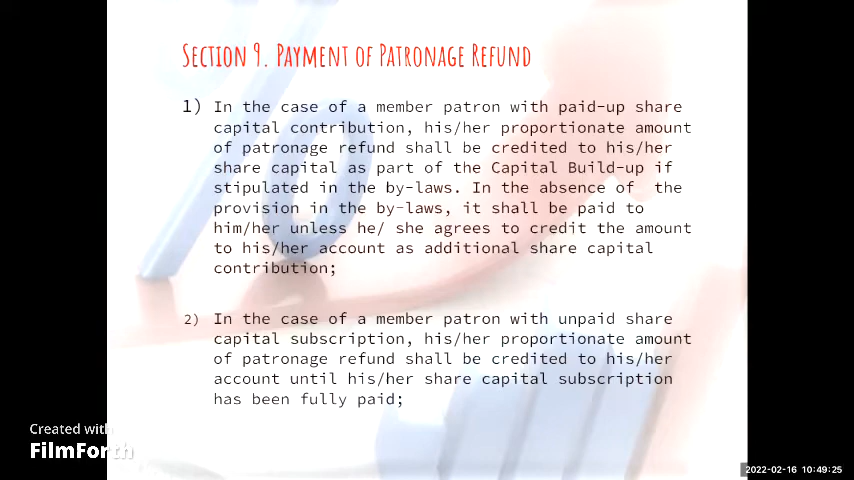 Section 9. Payment of Patronage Refund
1) In the case of a member patron with paid-up share
capital contribution, his/her proportionate amount
of patronage refund shall be credited to his/her
share capital as part of the Capital Build-up if
stipulated in the by-laws. In the absence of the
provision in the by-laws, it shall be paid to
him/her unless he/ she agrees to credit the amount
to his/her account as additional share capital
contribution;
2) In the case of a member patron with unpaid share
capital subscription, his/her proportionate amount
of patronage refund shall be credited to his/her
account until his/her share capital subscription
has been fully paid;
Created with
FilmForth
2022-02-16 10:49:25